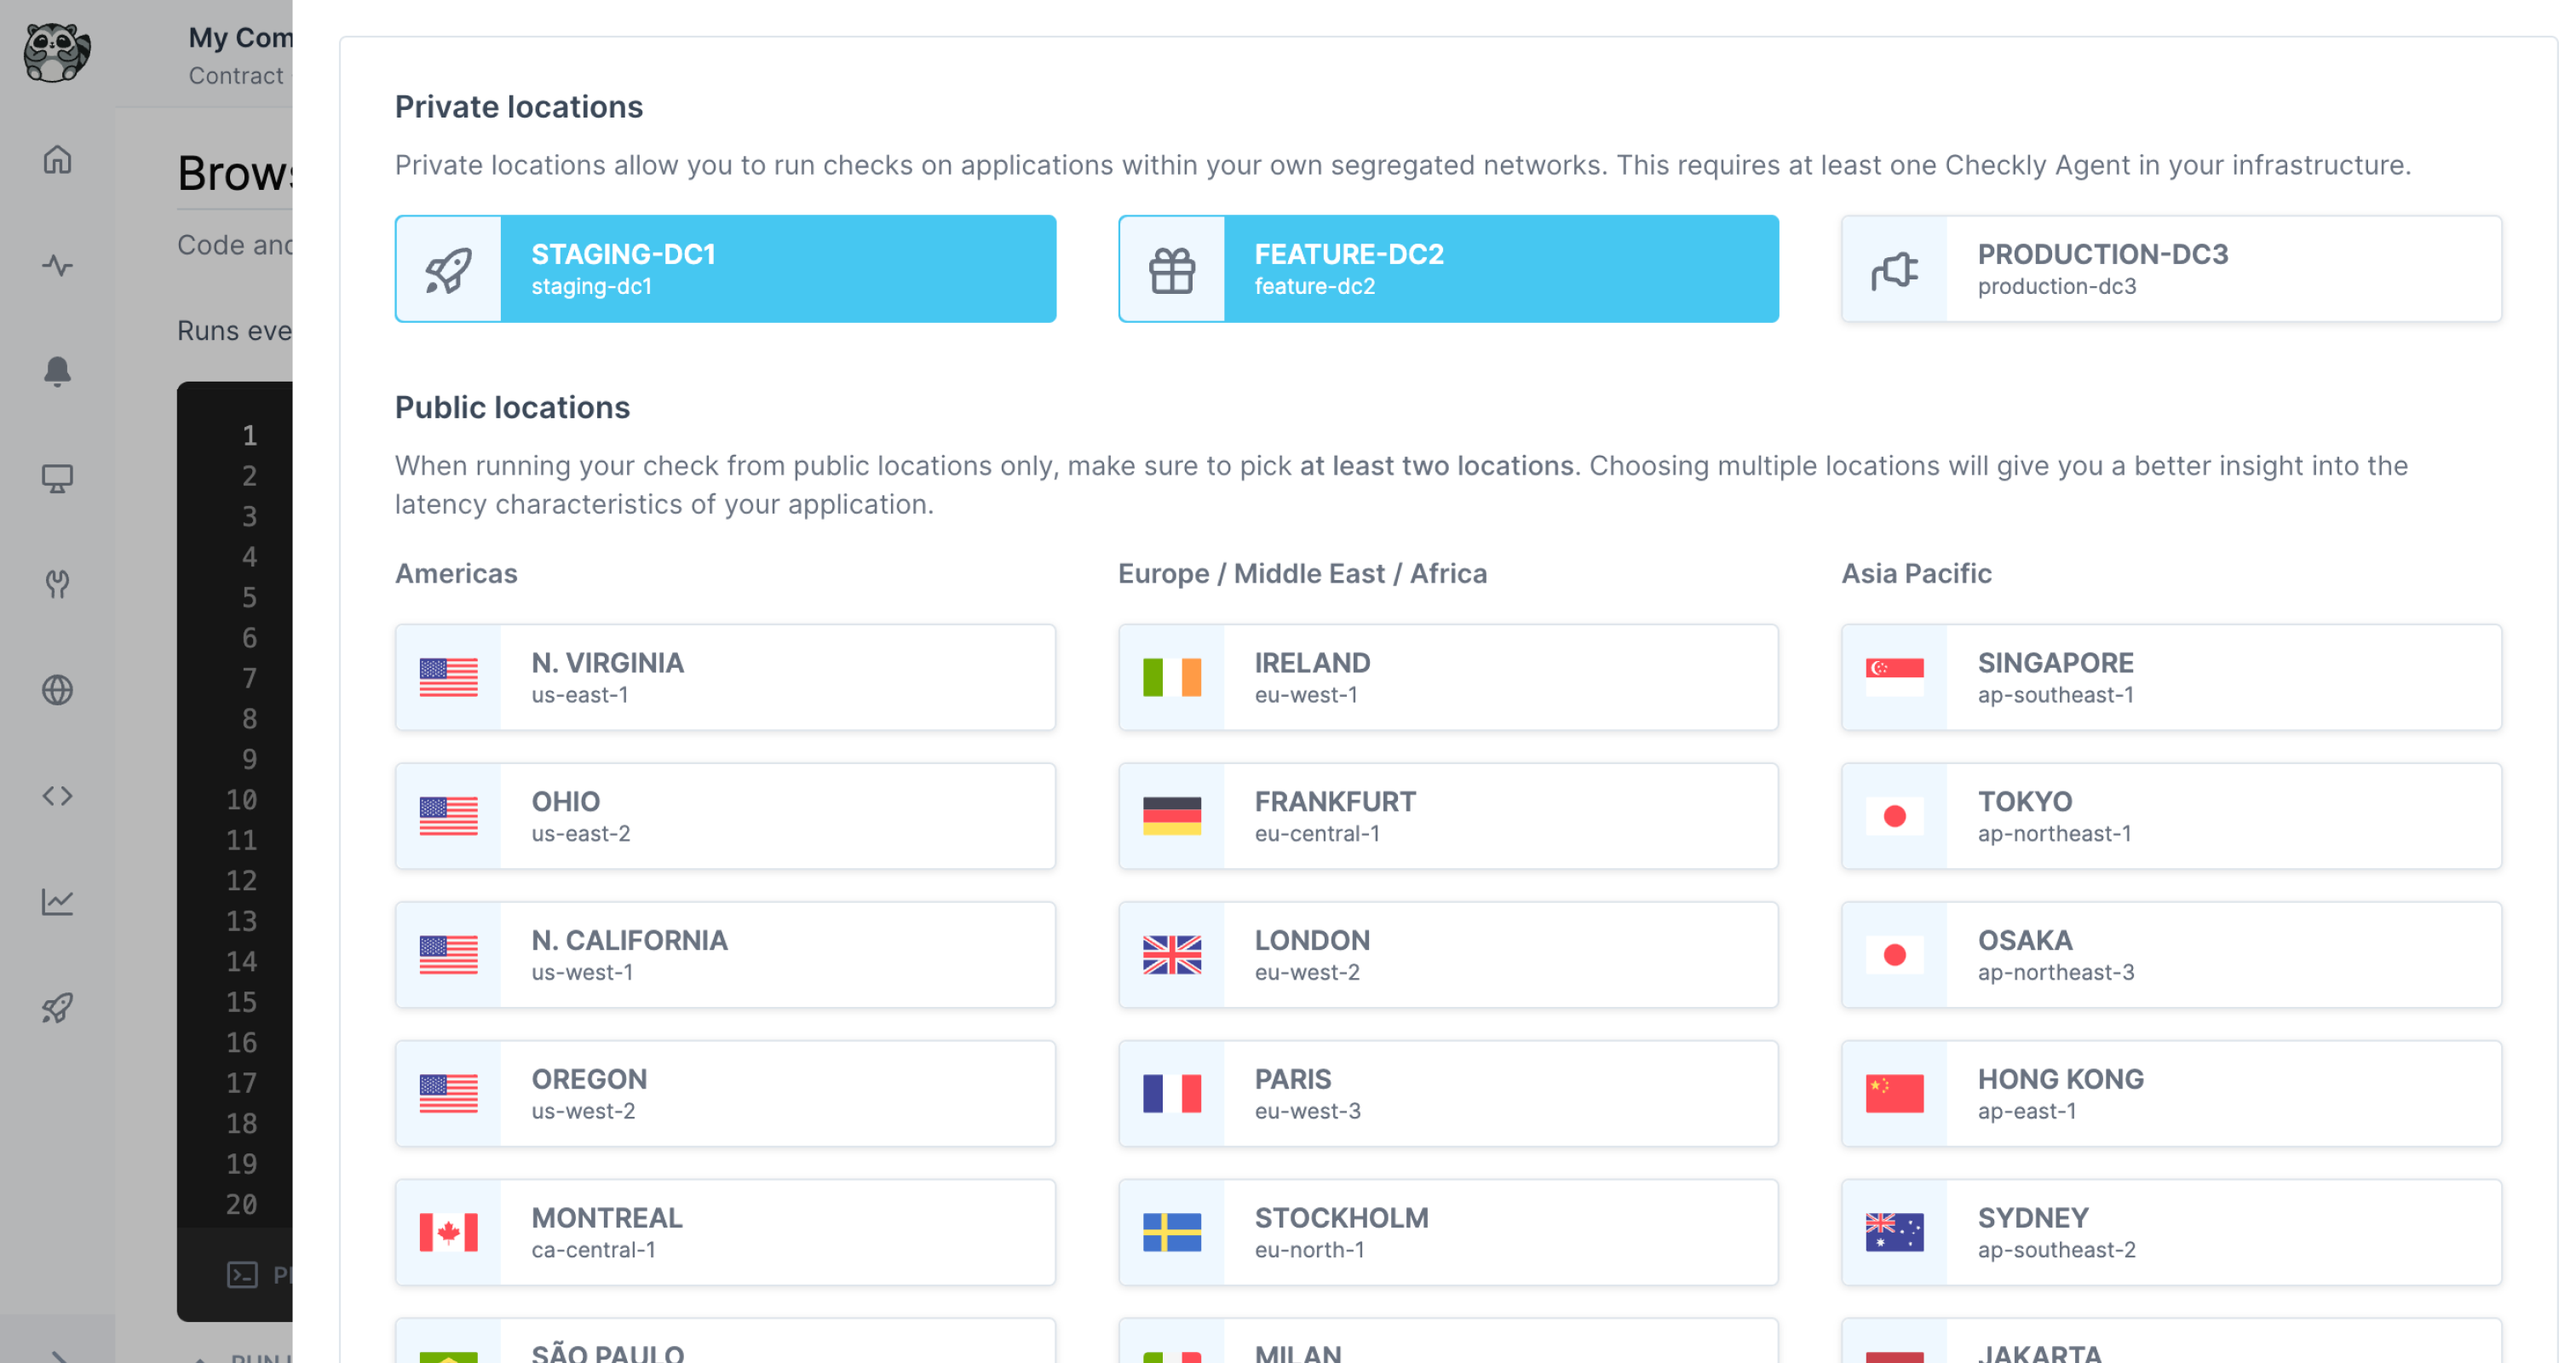 My Com
Contract
Brows
Code and
Runs eve
1
2
3
4
5
6
7
8
9
10
11
12
13
14
15
16
17
18
19
20
Private locations
Private locations allow you to run checks on applications within your own segregated networks. This requires at least one Checkly Agent in your infrastructure.
STAGING-DC1
staging-dc1
FEATURE-DC2
feature-dc2
PRODUCTION-DC3
production-dc3
Public locations
When running your check from public locations only, make sure to pick at least two locations. Choosing multiple locations will give you a better insight into the
latency characteristics of your application.
Americas
N. VIRGINIA
us-east-1
OHIO
us-east-2
N. CALIFORNIA
us-west-1
OREGON
us-west-2
MONTREAL
ca-central-1
SÃO PAULO
Europe / Middle East / Africa
IRELAND
eu-west-1
FRANKFURT
eu-central-1
LONDON
eu-west-2
PARIS
eu-west-3
STOCKHOLM
eu-north-1
MILAN
Asia Pacific
SINGAPORE
ap-southeast-1
TOKYO
ap-northeast-1
OSAKA
ap-northeast-3
HONG KONG
ap-east-1
SYDNEY
ap-southeast-2
JAKARTA